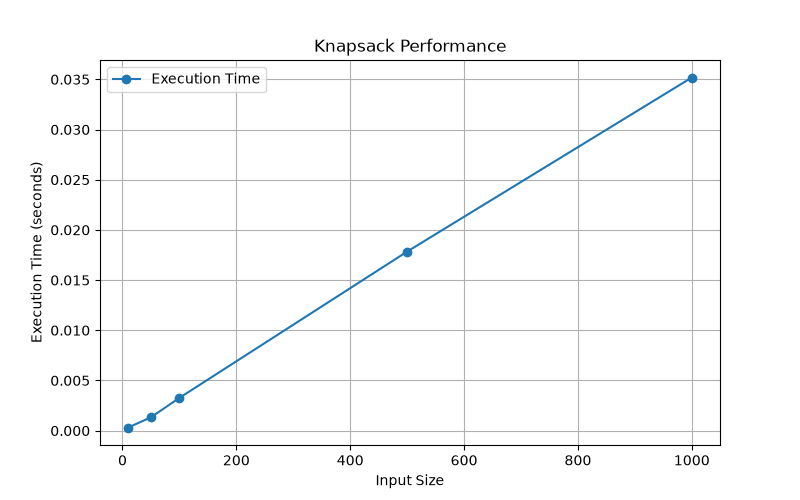 Knapsack Performance
Execution Time
Execution Time (seconds)
0.035
0.030
0.025
0.020
0.015
0.010
0.005
0.000
0 200 400 600 800 1000
Input Size